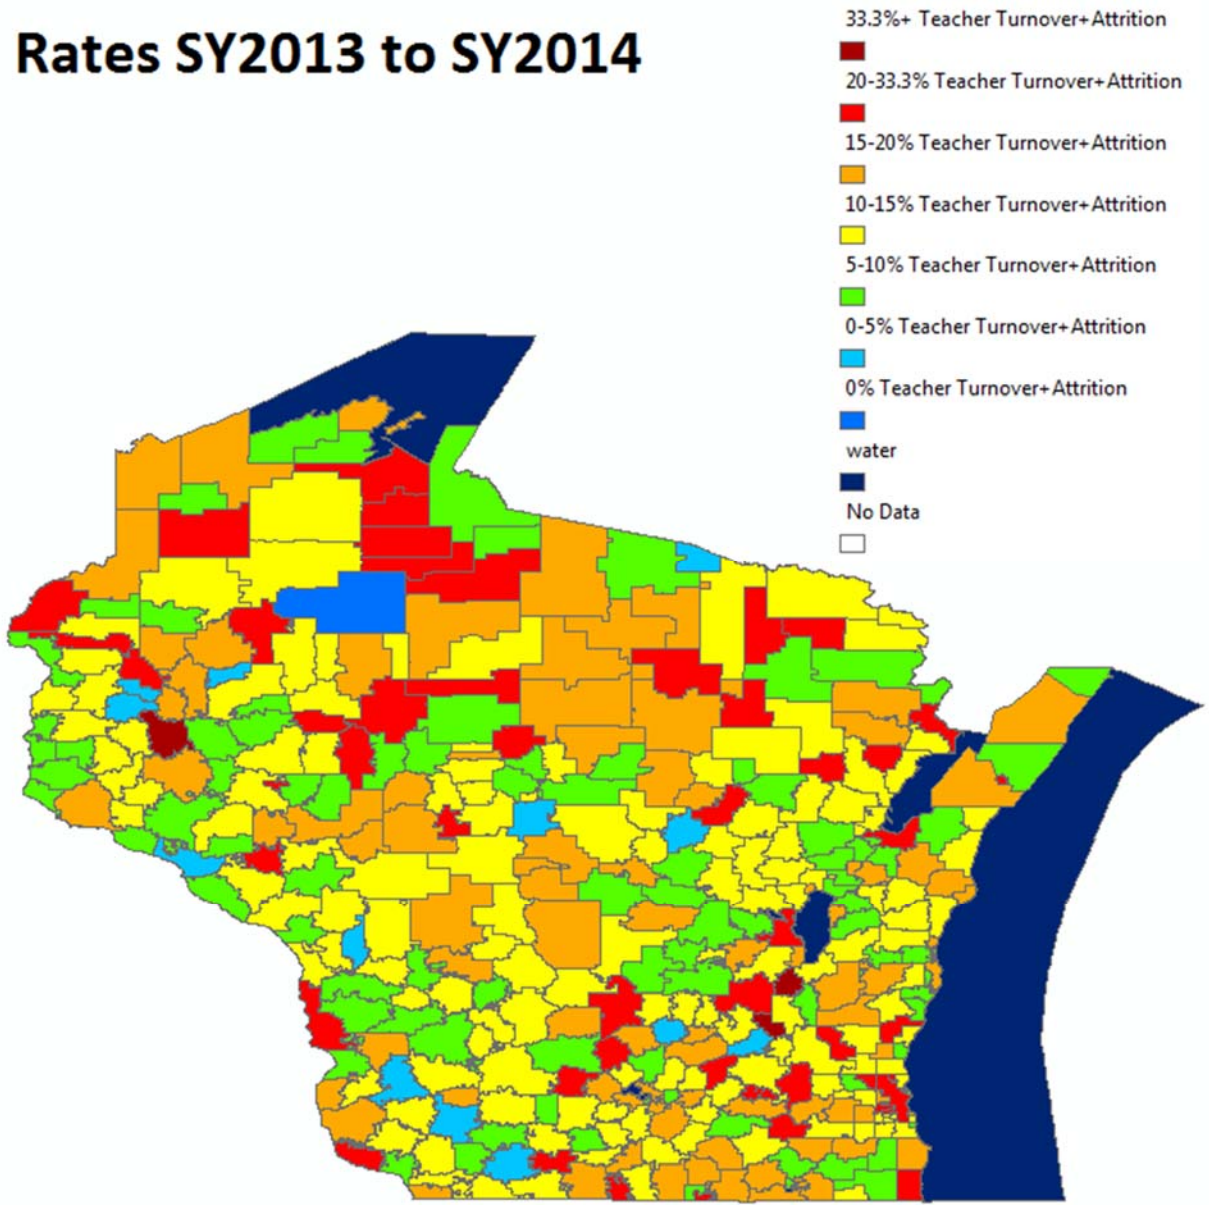 Rates SY2013 to SY2014
33.3%+ Teacher Turnover+Attrition
20-33.3% Teacher Turnover+Attrition
15-20% Teacher Turnover+Attrition
10-15% Teacher Turnover+Attrition
5-10% Teacher Turnover+Attrition
0-5% Teacher Turnover+Attrition
0% Teacher Turnover+Attrition
water
No Data